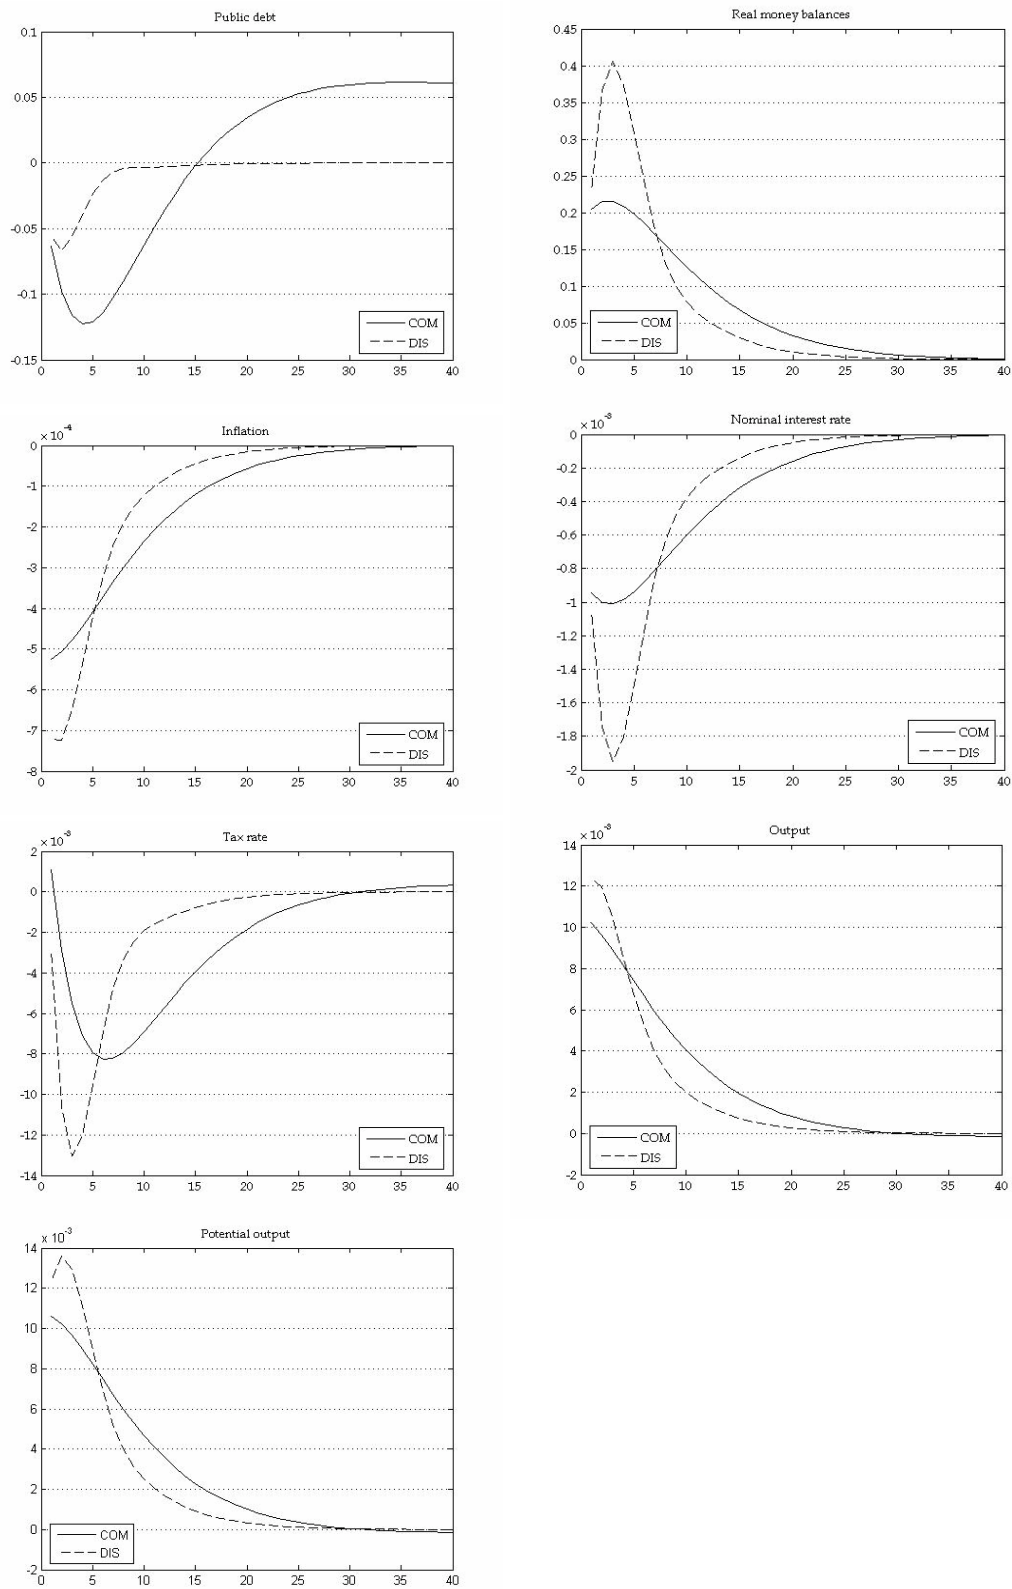 Public debt
0.1
0.05
0
-0.05
-0.1
-0.15
0 5 10 15 20 25 30 35 40
COM
DIS
Real money balances
0.45
0.4
0.35
0.3
0.25
0.2
0.15
0.1
0.05
0
0 5 10 15 20 25 30 35 40
COM
DIS
× 10⁻⁴
Inflation
0
-1
-2
-3
-4
-5
-6
-7
-8
0 5 10 15 20 25 30 35 40
COM
DIS
× 10⁻³
Nominal interest rate
0
-0.2
-0.4
-0.6
-0.8
-1
-1.2
-1.4
-1.6
-1.8
-2
0 5 10 15 20 25 30 35 40
COM
DIS
× 10⁻³
Tax rate
2
0
-2
-4
-6
-8
-10
-12
-14
0 5 10 15 20 25 30 35 40
COM
DIS
× 10⁻³
Output
14
12
10
8
6
4
2
0
-2
0 5 10 15 20 25 30 35 40
COM
DIS
x 10⁻³
Potential output
14
12
10
8
6
4
2
0
-2
0 5 10 15 20 25 30 35 40
COM
DIS